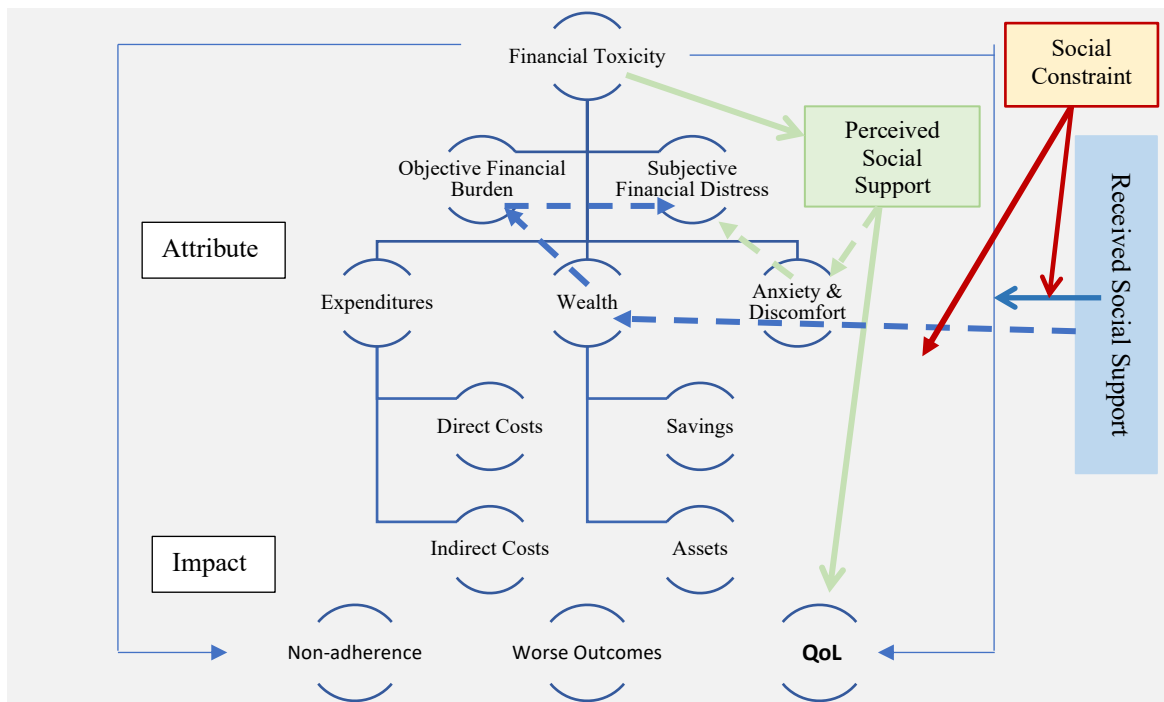 Financial Toxicity
Social
Constraint
Perceived
Social
Support
Objective Financial
Burden
Subjective
Financial Distress
Received Social Support
Attribute
Expenditures
Wealth
Anxiety &
Discomfort
Direct Costs
Savings
Indirect Costs
Assets
Impact
Non-adherence
Worse Outcomes
QoL